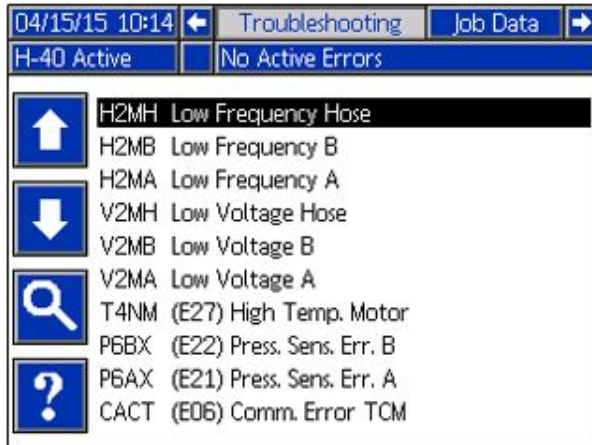 04/15/15 10:14 Troubleshooting Job Data
H-40 Active No Active Errors
H2MH Low Frequency Hose
H2MB Low Frequency B
H2MA Low Frequency A
V2MH Low Voltage Hose
V2MB Low Voltage B
V2MA Low Voltage A
T4NM (E27) High Temp. Motor
P6BX (E22) Press. Sens. Err. B
P6AX (E21) Press. Sens. Err. A
CACT (E06) Comm. Error TCM
?